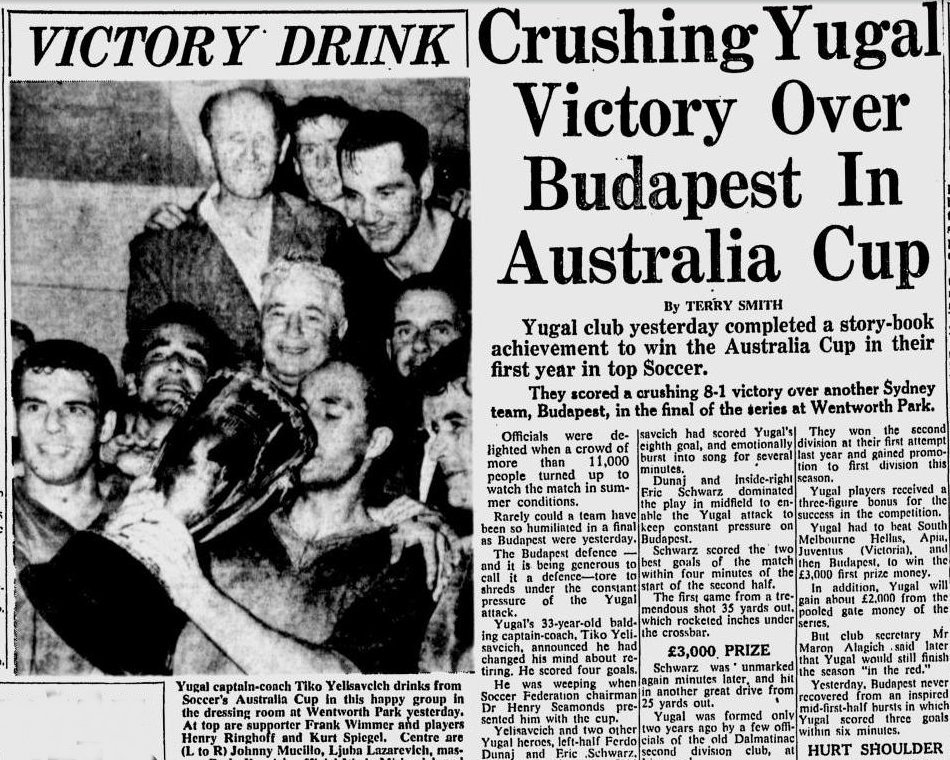 VICTORY DRINK
Yugal captain-coach Tiko Yelisavcich drinks from
Soccer's Australia Cup in this happy group in
the dressing room at Wentworth Park yesterday.
At top are supporter Frank Wimmer and players
Henry Ringhoff and Kurt Spiegel. Centre are
(L to R) Johnny Mucillo, Ljuba Lazarevich, mas-
Crushing Yugal
Victory Over
Budapest In
Australia Cup
By TERRY SMITH
Yugal club yesterday completed a story-book
achievement to win the Australia Cup in their
first year in top Soccer.
They scored a crushing 8-1 victory over another Sydney
team, Budapest, in the final of the series at Wentworth Park.
Officials were de-
lighted when a crowd of
more than 11,000
people turned up to
watch the match in sum-
mer conditions.
Rarely could a team have
been so humiliated in a final
as Budapest were yesterday.
The Budapest defence —
and it is being generous to
call it a defence—tore to
shreds under the constant
pressure of the Yugal
attack.
Yugal's 33-year-old bald-
ing captain-coach, Tiko Yeli-
savcich, announced he had
changed his mind about re-
tiring. He scored four goals.
He was weeping when
Soccer Federation chairman
Dr Henry Seamonds pre-
sented him with the cup.
Yelisavcich and two other
Yugal heroes, left-half Ferdo
Dunaj and Eric Schwarz,
savcich had scored Yugal's
eighth goal, and emotionally
burst into song for several
minutes.
Dunaj and inside-right
Eric Schwarz dominated
the play in midfield to en-
able the Yugal attack to
keep constant pressure on
Budapest.
Schwarz scored the two
best goals of the match
within four minutes of the
start of the second half.
The first came from a tre-
mendous shot 35 yards out,
which rocketed inches under
the crossbar.
£3,000 PRIZE
Schwarz was unmarked
again minutes later, and hit
in another great drive from
25 yards out.
Yugal was formed only
two years ago by a few offi-
cials of the old Dalmatinac
second division club, at
They won the second
division at their first attempt
last year and gained promo-
tion to first division this
season.
Yugal players received a
three-figure bonus for the
success in the competition.
Yugal had to beat South
Melbourne Hellas, Apia,
Juventus (Victoria), and
then Budapest, to win the
£3,000 first prize money.
In addition, Yugal will
gain about £2,000 from the
pooled gate money of the
series.
But club secretary Mr
Maron Alagich said later
that Yugal would still finish
the season "in the red."
Yesterday, Budapest never
recovered from an inspired
mid-first-half bursts in which
Yugal scored three goals
within six minutes.
HURT SHOULDER